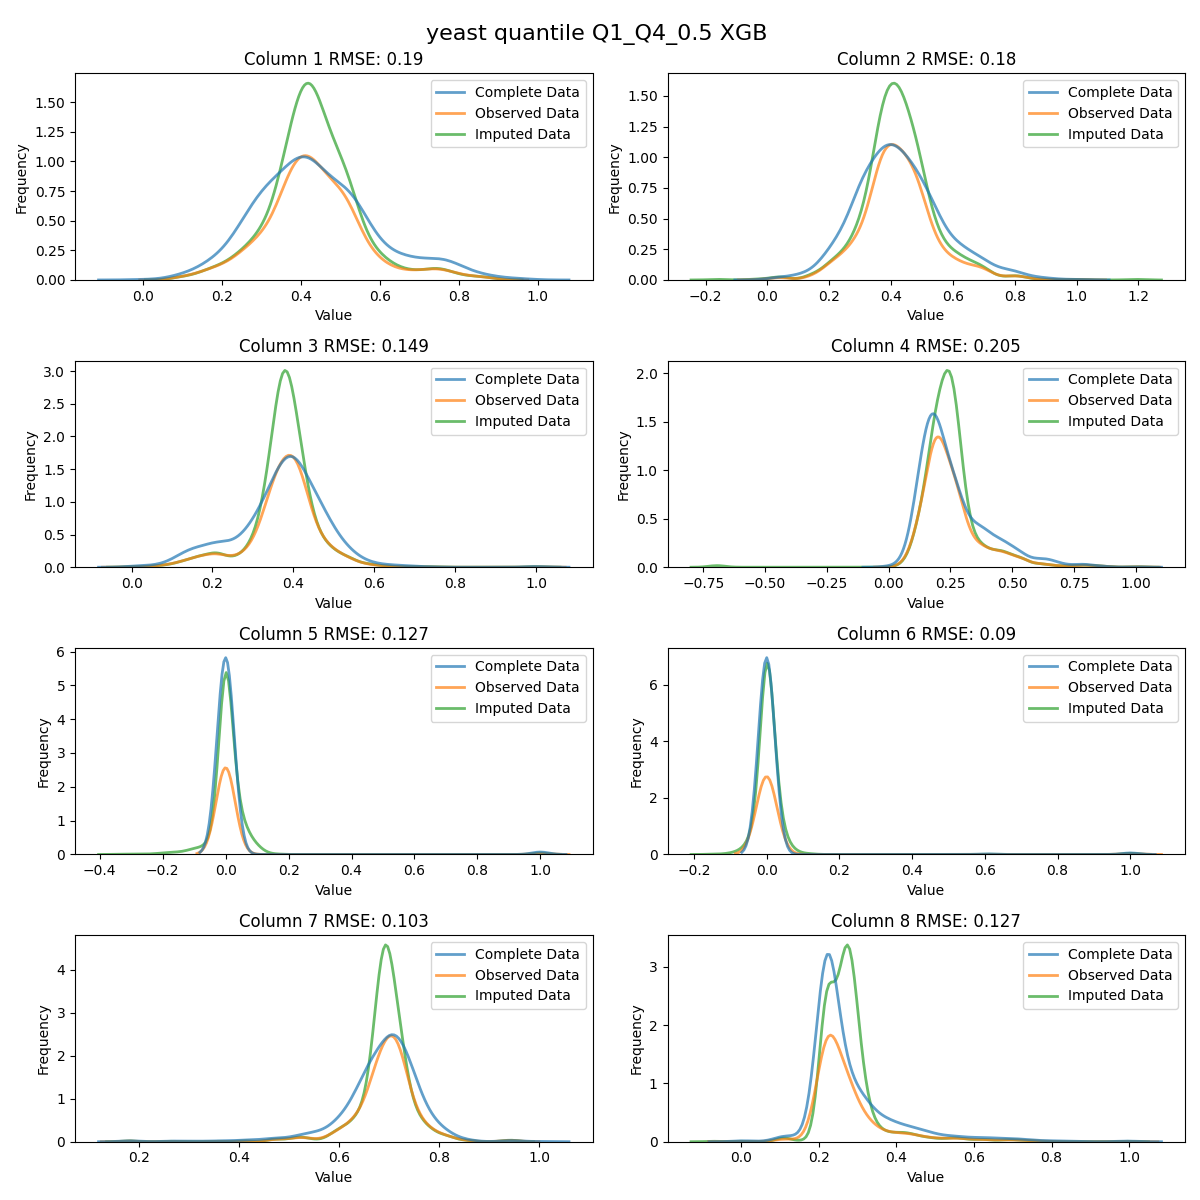 yeast quantile Q1_Q4_0.5 XGB
Column 1 RMSE: 0.19
Frequency
0.00 0.25 0.50 0.75 1.00 1.25 1.50
0.0 0.2 0.4 0.6 0.8 1.0
Value
Complete Data
Observed Data
Imputed Data
Column 2 RMSE: 0.18
Frequency
0.00 0.25 0.50 0.75 1.00 1.25 1.50
−0.2 0.0 0.2 0.4 0.6 0.8 1.0 1.2
Value
Complete Data
Observed Data
Imputed Data
Column 3 RMSE: 0.149
Frequency
0.0 0.5 1.0 1.5 2.0 2.5 3.0
0.0 0.2 0.4 0.6 0.8 1.0
Value
Complete Data
Observed Data
Imputed Data
Column 4 RMSE: 0.205
Frequency
0.0 0.5 1.0 1.5 2.0
−0.75 −0.50 −0.25 0.00 0.25 0.50 0.75 1.00
Value
Complete Data
Observed Data
Imputed Data
Column 5 RMSE: 0.127
Frequency
0 1 2 3 4 5 6
−0.4 −0.2 0.0 0.2 0.4 0.6 0.8 1.0
Value
Complete Data
Observed Data
Imputed Data
Column 6 RMSE: 0.09
Frequency
0 2 4 6
−0.2 0.0 0.2 0.4 0.6 0.8 1.0
Value
Complete Data
Observed Data
Imputed Data
Column 7 RMSE: 0.103
Frequency
0 1 2 3 4
0.2 0.4 0.6 0.8 1.0
Value
Complete Data
Observed Data
Imputed Data
Column 8 RMSE: 0.127
Frequency
0 1 2 3
0.0 0.2 0.4 0.6 0.8 1.0
Value
Complete Data
Observed Data
Imputed Data